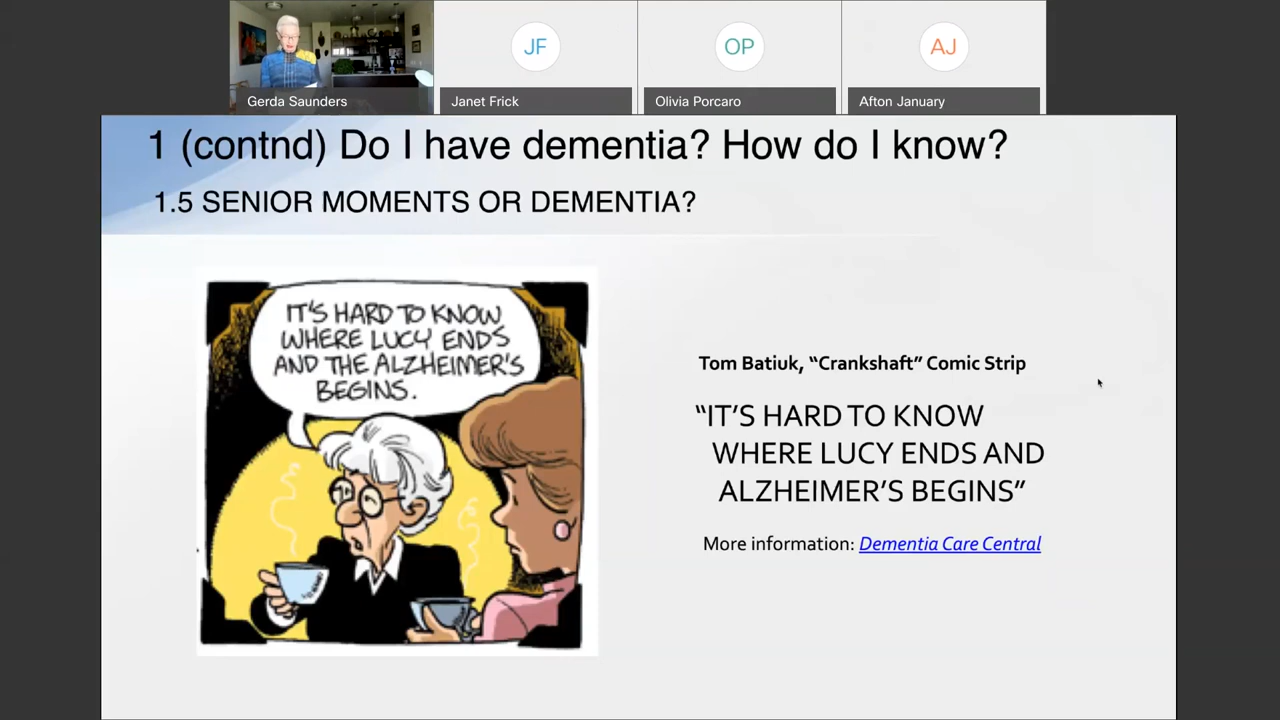 JF
OP
AJ
Gerda Saunders
Janet Frick
Olivia Porcaro
Afton January
1 (contnd) Do I have dementia? How do I know?
1.5 SENIOR MOMENTS OR DEMENTIA?
IT'S HARD TO KNOW
WHERE LUCY ENDS
AND THE ALZHEIMER'S
BEGINS.
Tom Batiuk, “Crankshaft” Comic Strip
“IT’S HARD TO KNOW
WHERE LUCY ENDS AND
ALZHEIMER’S BEGINS”
More information: Dementia Care Central